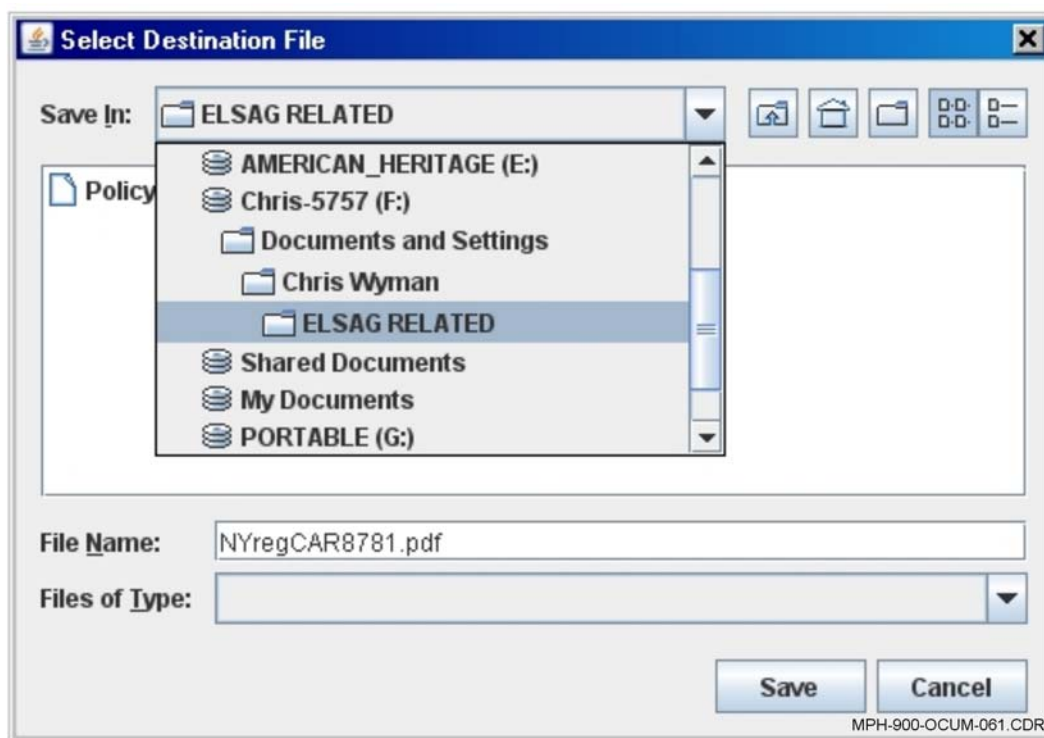 Select Destination File
Save In: ELSAG RELATED
AMERICAN_HERITAGE (E:)
Policy
Chris-5757 (F:)
Documents and Settings
Chris Wyman
ELSAG RELATED
Shared Documents
My Documents
PORTABLE (G:)
File Name: NYregCAR8781.pdf
Files of Type:
Save Cancel
MPH-900-OCUM-061.CDR